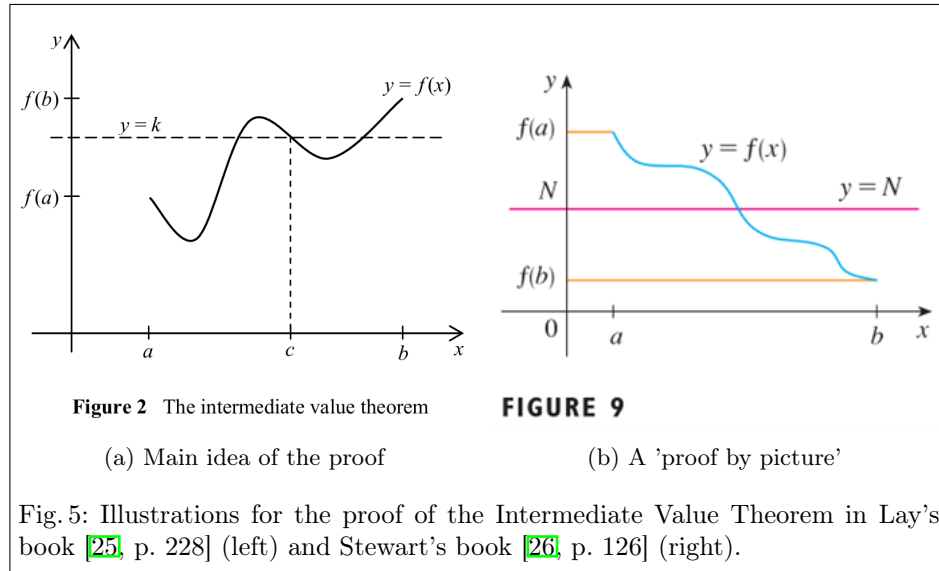 y
f(b)
y = f(x)
y = k
f(a)
a
c
b
x
Figure 2 The intermediate value theorem
(a) Main idea of the proof
y
f(a)
y = f(x)
N
y = N
f(b)
0
a
b
x
FIGURE 9
(b) A 'proof by picture'
Fig. 5: Illustrations for the proof of the Intermediate Value Theorem in Lay's
book [25, p. 228] (left) and Stewart's book [26, p. 126] (right).